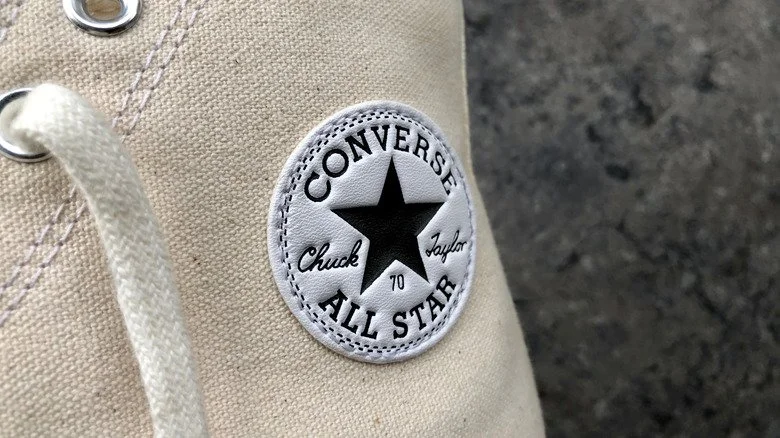 CONVERSE
Chuck Taylor
70
ALL STAR